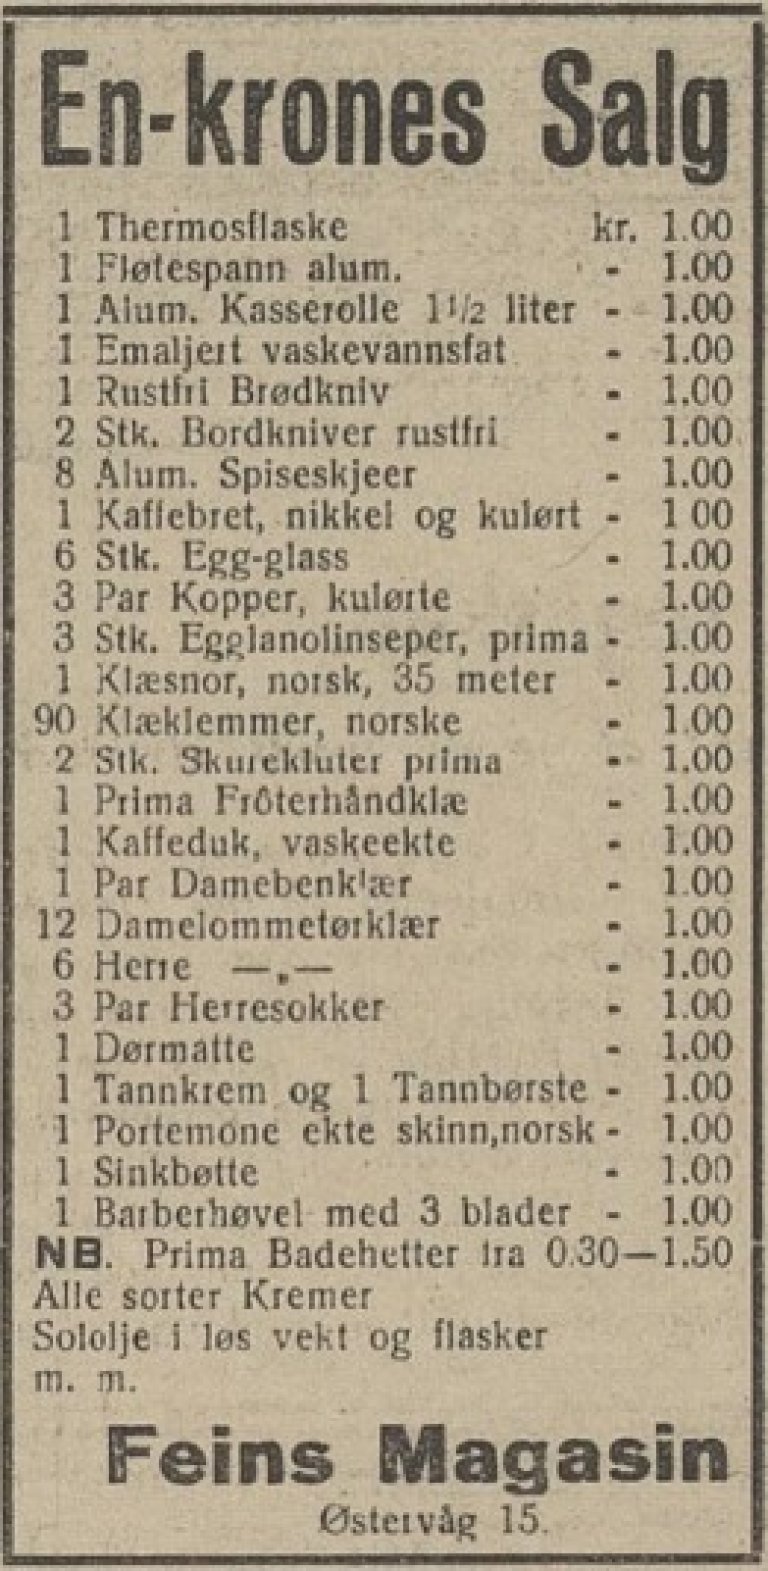 En-krones Salg
1 Thermosflaske kr. 1.00
1 Fløtespann alum. - 1.00
1 Alum. Kasserolle 1 1/2 liter - 1.00
1 Emaljert vaskevannsfat - 1.00
1 Rustfri Brødkniv - 1.00
2 Stk. Bordkniver rustfri - 1.00
8 Alum. Spiseskjeer - 1.00
1 Kaffebret, nikkel og kulørt - 1 00
6 Stk. Egg-glass - 1.00
3 Par Kopper, kulørte - 1.00
3 Stk. Egglanolinseper, prima - 1.00
1 Klæsnor, norsk, 35 meter - 1.00
90 Klæklemmer, norske - 1.00
2 Stk. Skurekluter prima - 1.00
1 Prima Frôterhåndklæ - 1.00
1 Kaffeduk, vaskeekte - 1.00
1 Par Damebenklær - 1.00
12 Damelommetørklær - 1.00
6 Herre —„— - 1.00
3 Par Herresokker - 1.00
1 Dørmatte - 1.00
1 Tannkrem og 1 Tannbørste - 1.00
1 Portemone ekte skinn,norsk - 1.00
1 Sinkbøtte - 1.00
1 Barberhøvel med 3 blader - 1.00
NB. Prima Badehetter fra 0.30—1.50
Alle sorter Kremer
Sololje i løs vekt og flasker
m. m.
Feins Magasin
Østervåg 15.